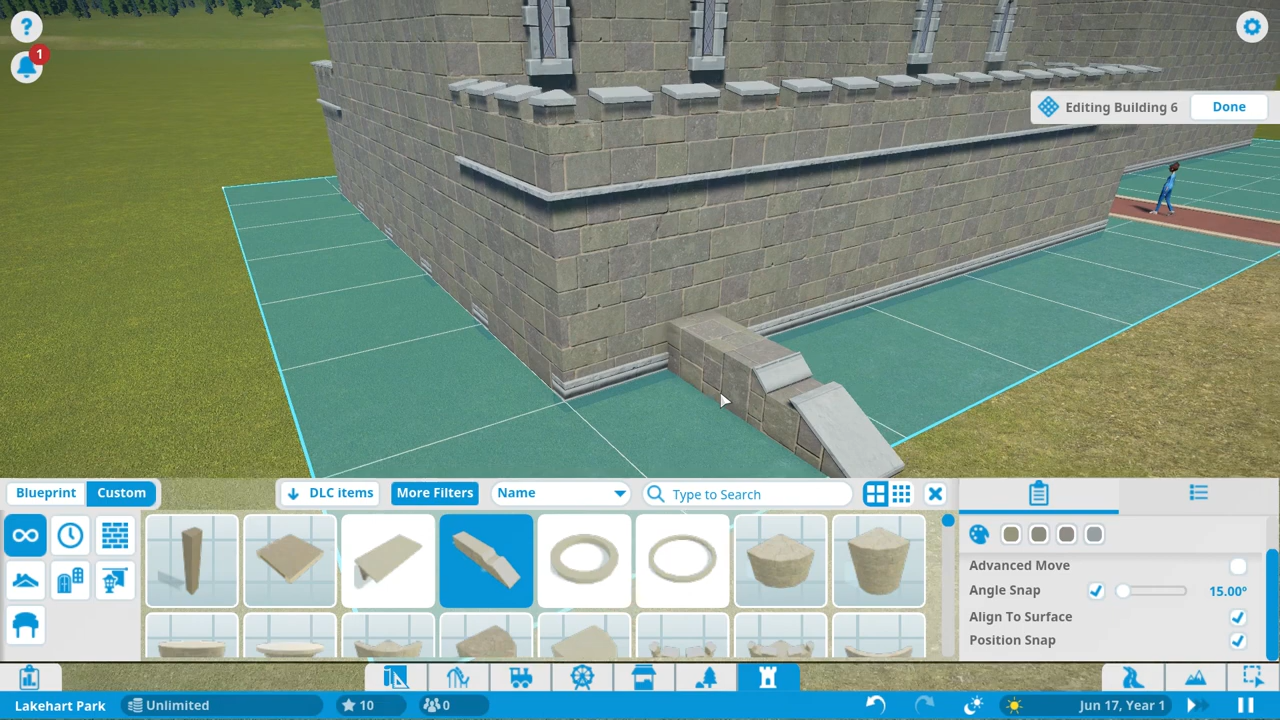 ?
1
Editing Building 6
Done
Blueprint
Custom
DLC items
More Filters
Name
Type to Search
Advanced Move
Angle Snap
15.00°
Align To Surface
Position Snap
Lakehart Park
Unlimited
10
0
Jun 17, Year 1